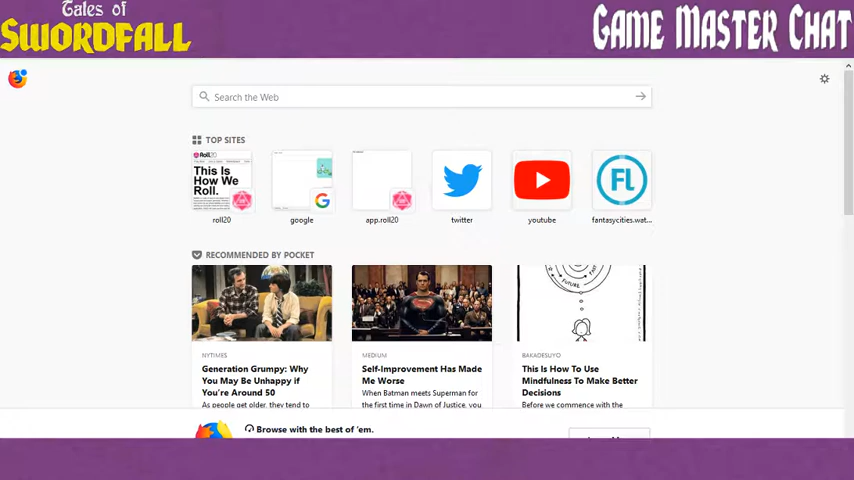 Tales of
SWORDFALL
GAME MASTER CHAT
Search the Web
TOP SITES
Roll20
This Is
How We
Roll.
roll20
google
app.roll20
twitter
youtube
FL
fantasycities.wat...
RECOMMENDED BY POCKET
FUTURE
NYTIMES
Generation Grumpy: Why
You May Be Unhappy if
You're Around 50
As people get older, they tend to
MEDIUM
Self-Improvement Has Made
Me Worse
When Batman meets Superman for
the first time in Dawn of Justice, you
BAKADESUYO
This Is How To Use
Mindfulness To Make Better
Decisions
Before we commence with the
Browse with the best of 'em.